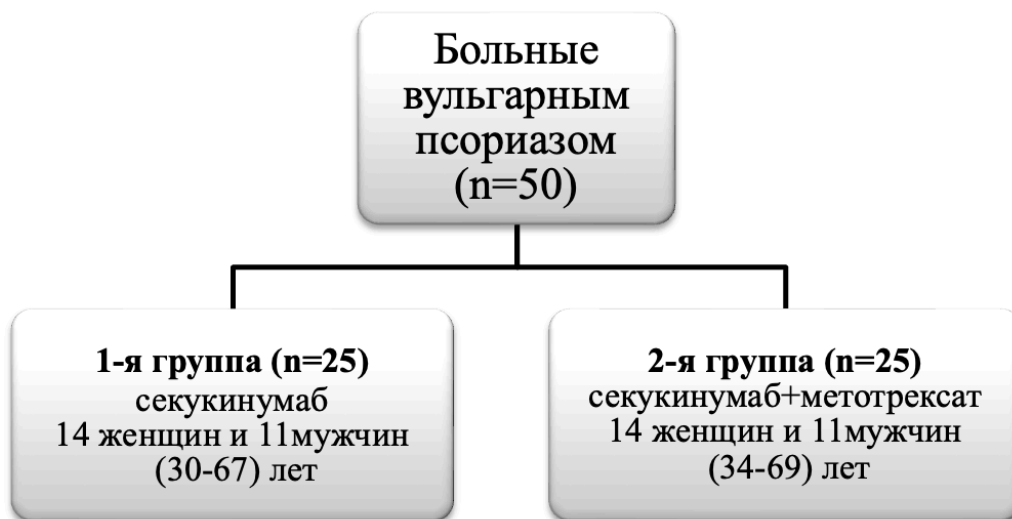 Больные
вульгарным
псориазом
(n=50)
1-я группа (n=25)
секукинумаб
14 женщин и 11мужчин
(30-67) лет
2-я группа (n=25)
секукинумаб+метотрексат
14 женщин и 11мужчин
(34-69) лет